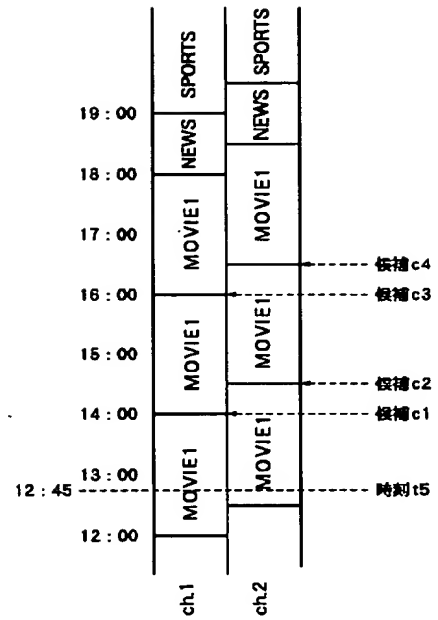 SPORTS
SPORTS
19:00
NEWS
NEWS
18:00
17:00
MOVIE1
MOVIE1
候補c4
16:00
候補c3
15:00
MOVIE1
MOVIE1
候補c2
14:00
候補c1
13:00
MOVIE1
MOVIE1
12:45
時刻t5
12:00
ch.1
ch.2